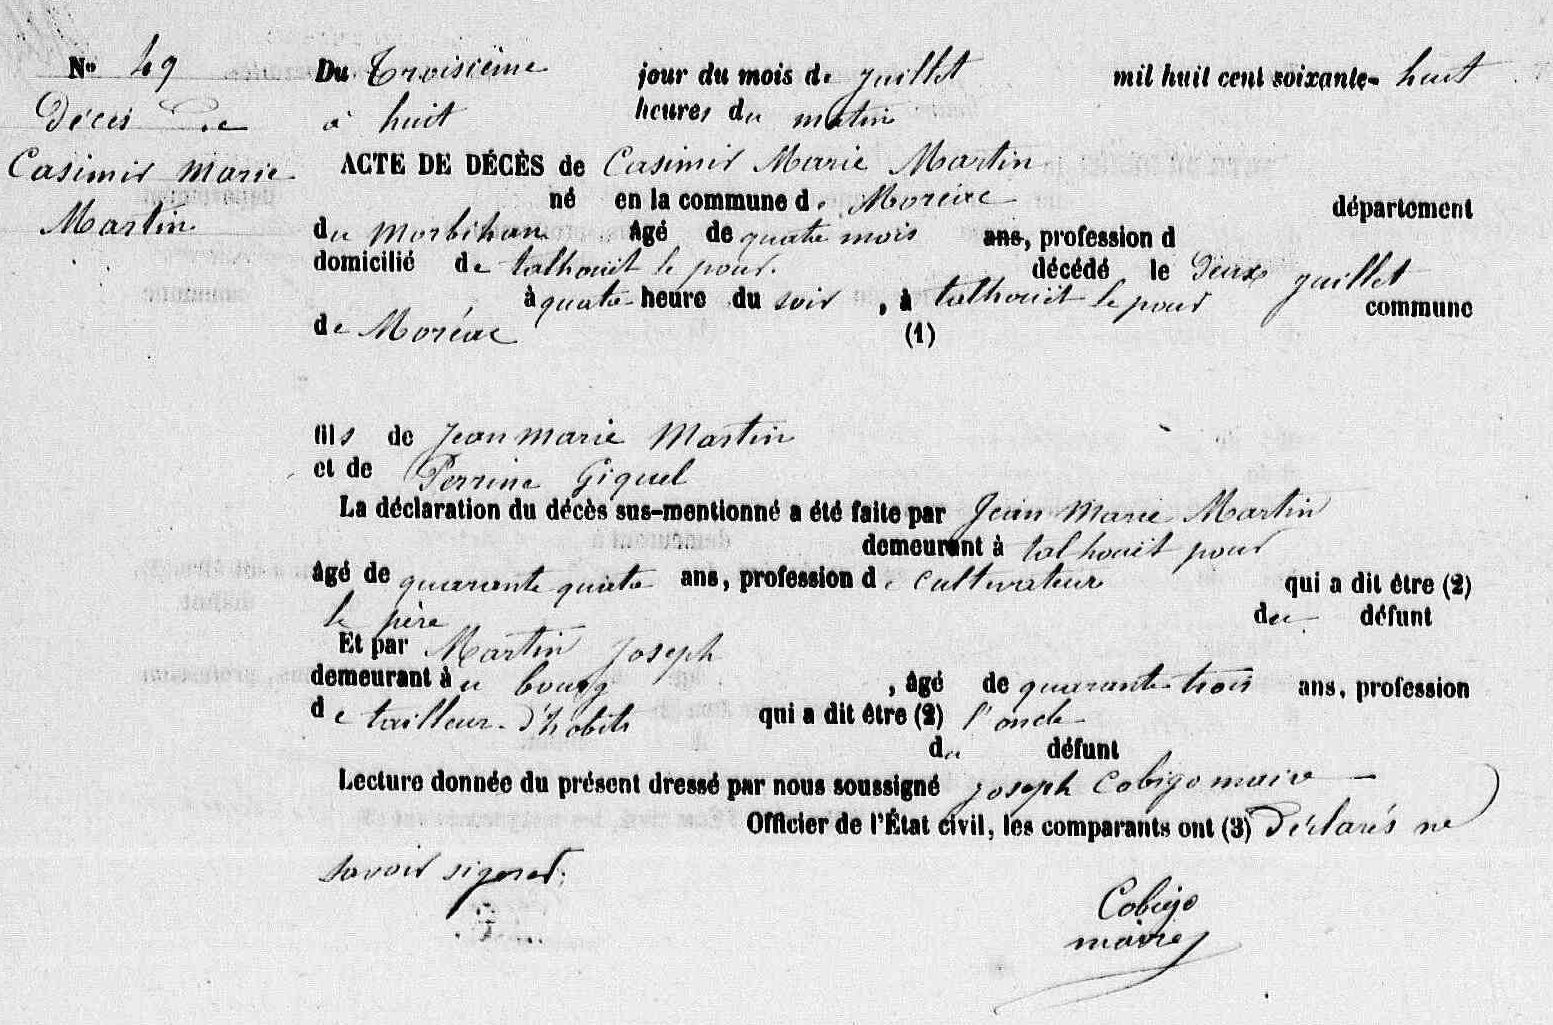 No 49
Décès de
Casimir Marie
Martin
Du Troisième jour du mois de juillet mil huit cent soixante-huit
à huit heures du matin
ACTE DE DÉCÈS de Casimir Marie Martin
né en la commune de Moréac département
du morbihan âgé de quatre mois ans, profession d
domicilié de talhouit le pour. décédé le Deux juillet
à quatre heure du soir, à talhouit le pour commune
de Moréac (1)
fils de Jean marie Martin
et de Perrine Giquel
La déclaration du décès sus-mentionné a été faite par Jean Marie Martin
demeurant à talhouit pour
âgé de quarante quatre ans, profession de cultivateur qui a dit être (2)
le père du défunt
Et par Martin Joseph
demeurant au bourg, âgé de quarante trois ans, profession
de tailleur d'habits qui a dit être (2) l'oncle
du défunt
Lecture donnée du présent dressé par nous soussigné Joseph Cobigo maire
Officier de l'État civil, les comparants ont (3) Déclarés ne
savoir signer.
Cobigo
maire